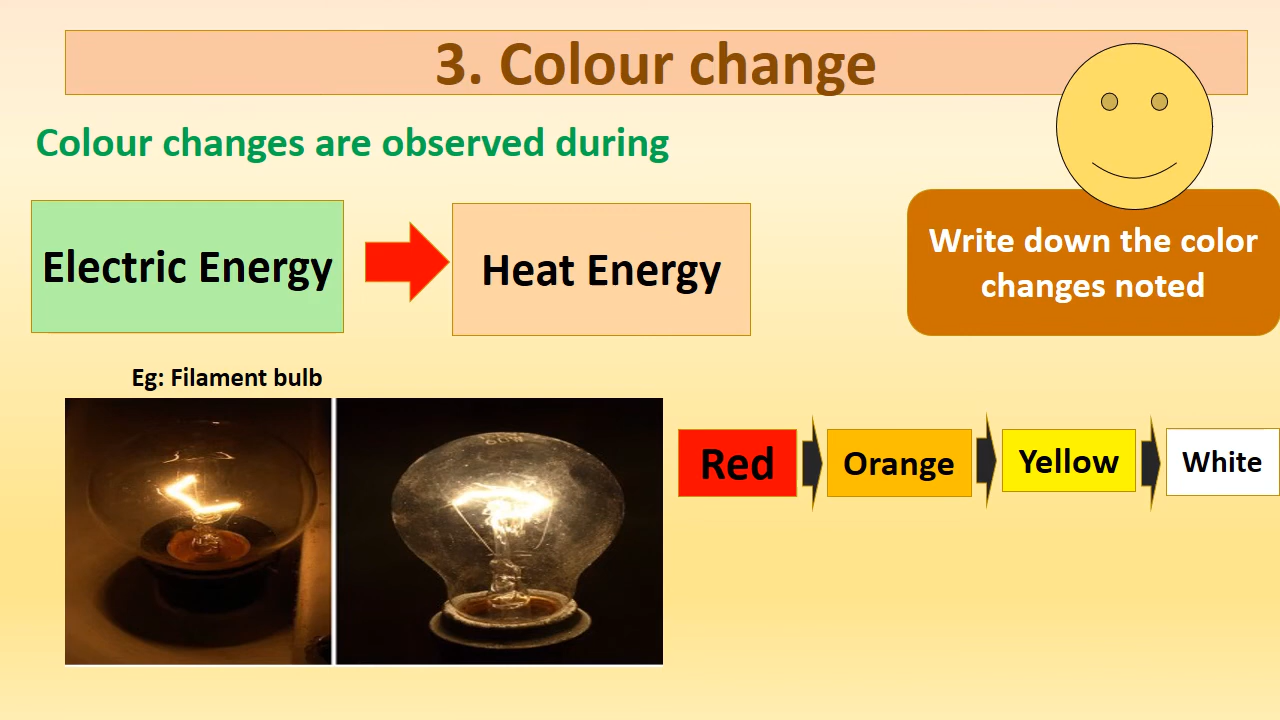 3. Colour change
Colour changes are observed during
Electric Energy
Heat Energy
Write down the color
changes noted
Eg: Filament bulb
Red
Orange
Yellow
White